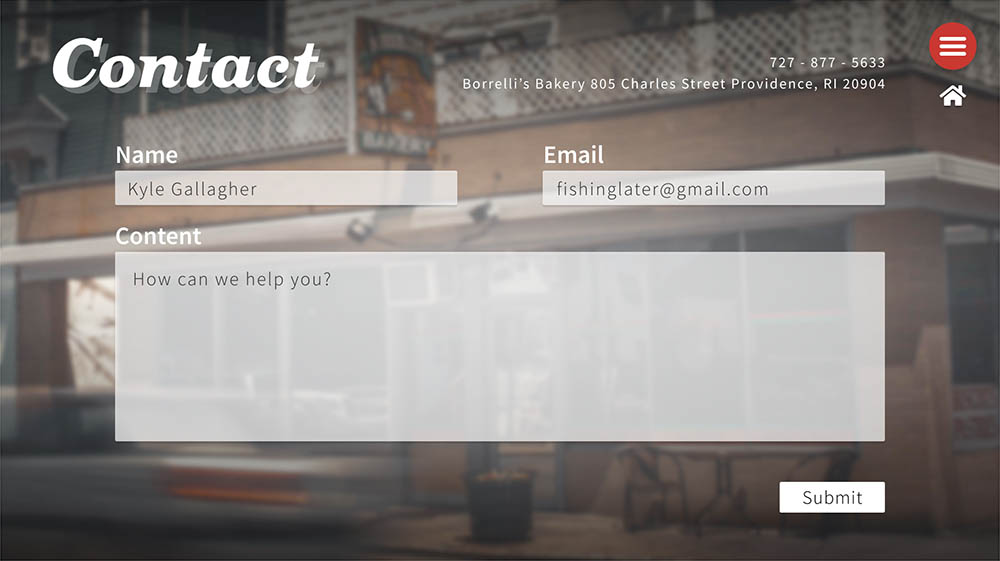 Contact
727 - 877 - 5633
Borrelli’s Bakery 805 Charles Street Providence, RI 20904
BAKERY
Name
Email
Kyle Gallagher
fishinglater@gmail.com
Content
How can we help you?
Submit